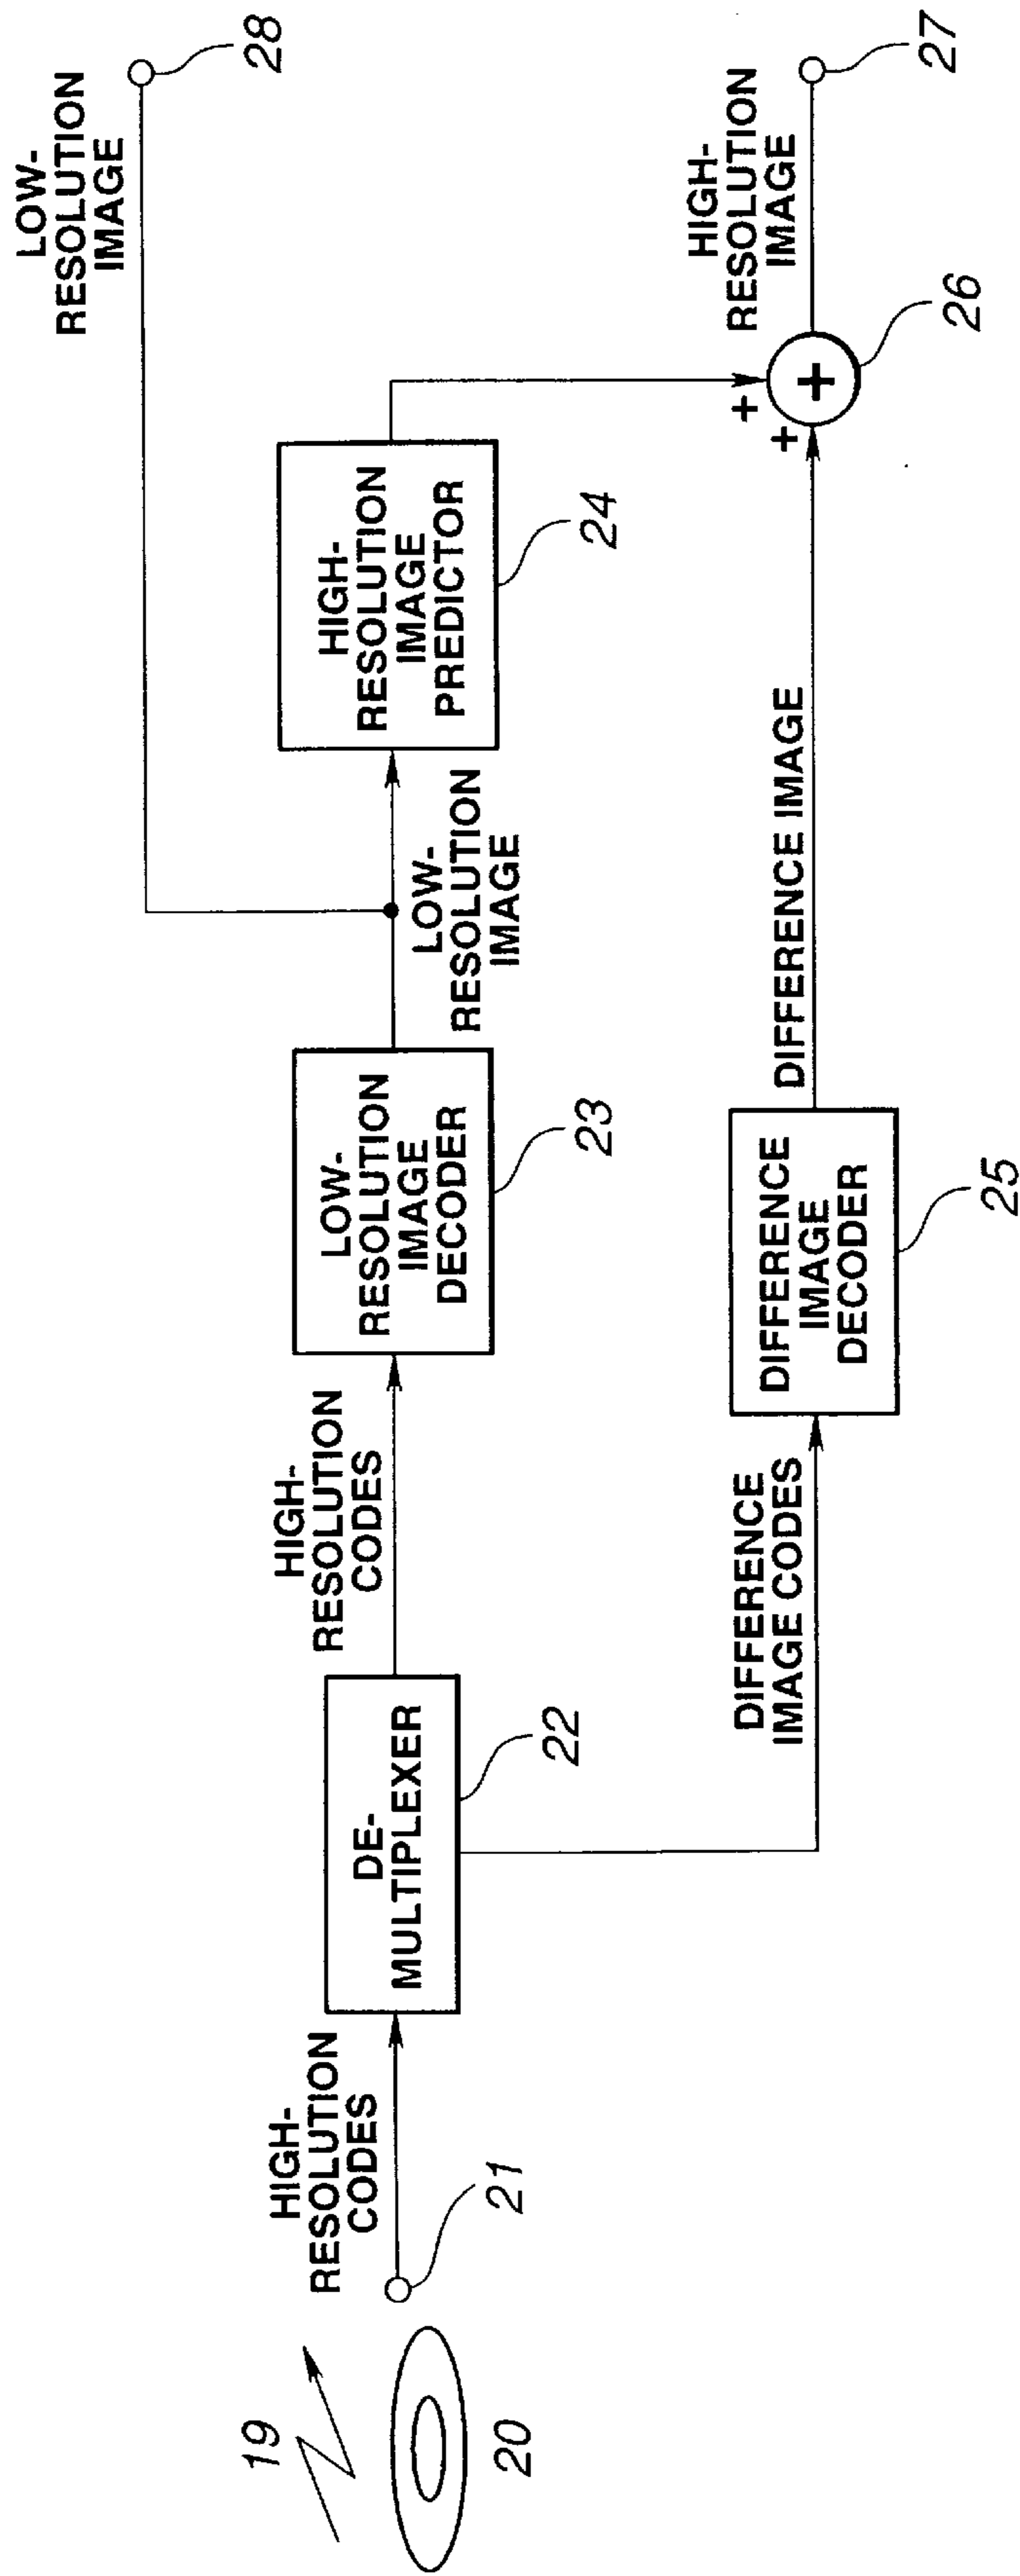 19
20
HIGH-
RESOLUTION
CODES
21
DE-
MULTIPLEXER
22
HIGH-
RESOLUTION
CODES
LOW-
RESOLUTION
IMAGE
DECODER
23
LOW-
RESOLUTION
IMAGE
HIGH-
RESOLUTION
IMAGE
PREDICTOR
24
LOW-
RESOLUTION
IMAGE
28
DIFFERENCE
IMAGE CODES
DIFFERENCE
IMAGE
DECODER
25
DIFFERENCE IMAGE
+
+
+
26
HIGH-
RESOLUTION
IMAGE
27